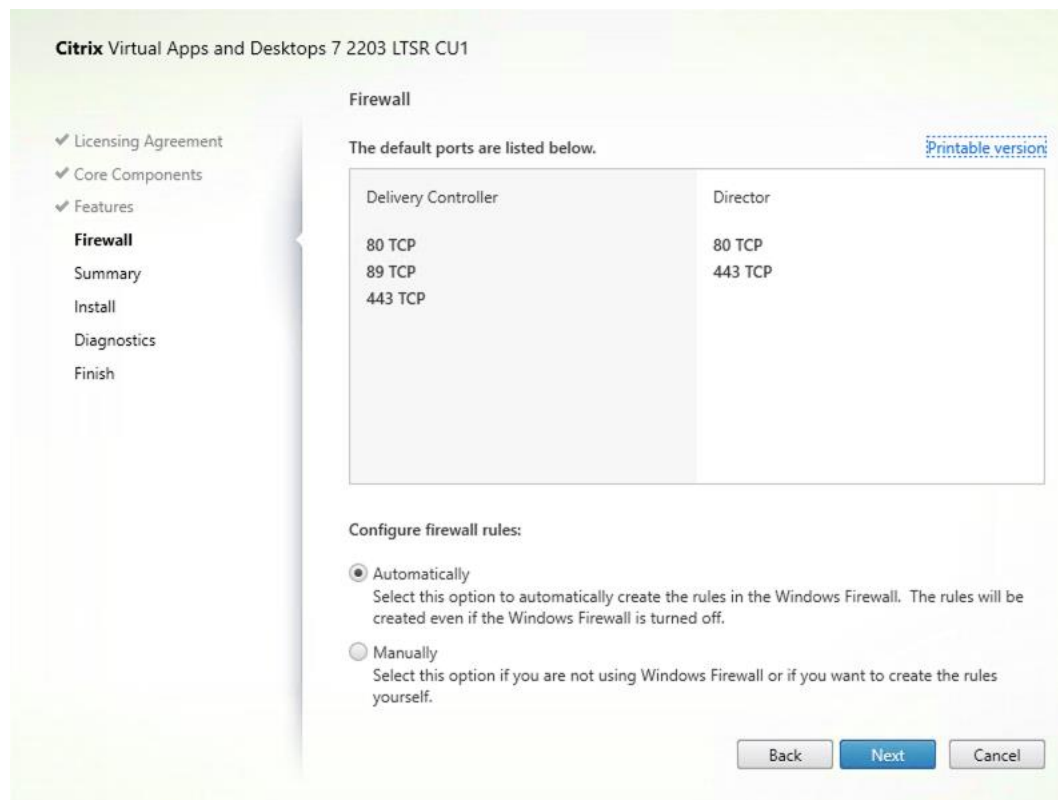 Citrix Virtual Apps and Desktops 7 2203 LTSR CU1
Firewall
Licensing Agreement
Core Components
Features
Firewall
Summary
Install
Diagnostics
Finish
The default ports are listed below.
Printable version
Delivery Controller
80 TCP
89 TCP
443 TCP
Director
80 TCP
443 TCP
Configure firewall rules:
Automatically
Select this option to automatically create the rules in the Windows Firewall. The rules will be
created even if the Windows Firewall is turned off.
Manually
Select this option if you are not using Windows Firewall or if you want to create the rules
yourself.
Back
Next
Cancel